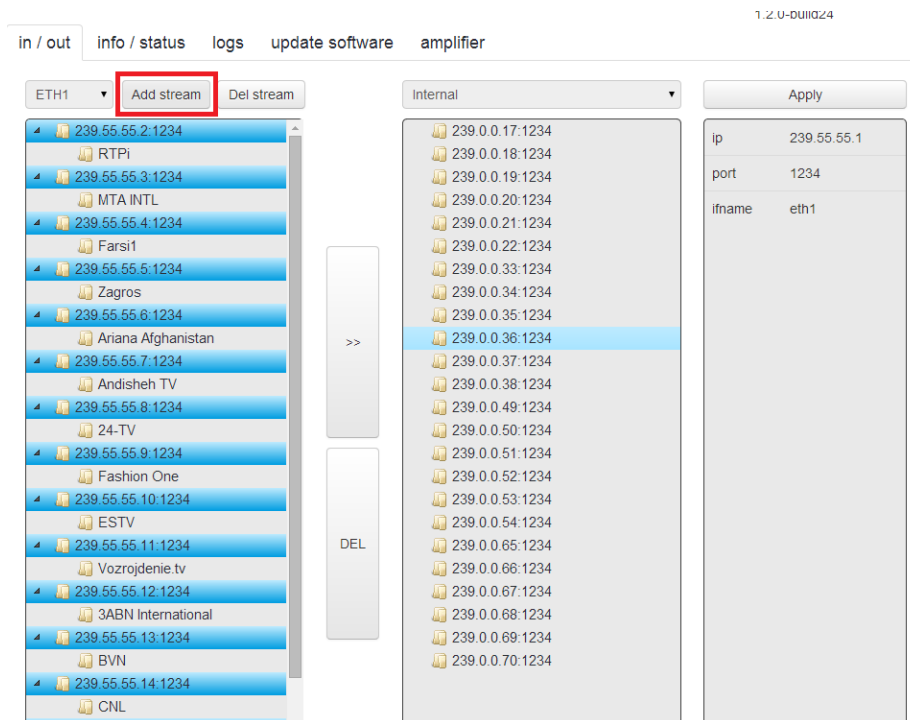 1.2.0-build24
in / out info / status logs update software amplifier
ETH1 Add stream Del stream Internal Apply
239.55.55.2:1234
RTPi
239.55.55.3:1234
MTA INTL
239.55.55.4:1234
Farsi1
239.55.55.5:1234
Zagros
239.55.55.6:1234
Ariana Afghanistan
239.55.55.7:1234
Andisheh TV
239.55.55.8:1234
24-TV
239.55.55.9:1234
Fashion One
239.55.55.10:1234
ESTV
239.55.55.11:1234
Vozrojdenie.tv
239.55.55.12:1234
3ABN International
239.55.55.13:1234
BVN
239.55.55.14:1234
CNL
>>
DEL
239.0.0.17:1234
239.0.0.18:1234
239.0.0.19:1234
239.0.0.20:1234
239.0.0.21:1234
239.0.0.22:1234
239.0.0.33:1234
239.0.0.34:1234
239.0.0.35:1234
239.0.0.36:1234
239.0.0.37:1234
239.0.0.38:1234
239.0.0.49:1234
239.0.0.50:1234
239.0.0.51:1234
239.0.0.52:1234
239.0.0.53:1234
239.0.0.54:1234
239.0.0.65:1234
239.0.0.66:1234
239.0.0.67:1234
239.0.0.68:1234
239.0.0.69:1234
239.0.0.70:1234
ip 239.55.55.1
port 1234
ifname eth1